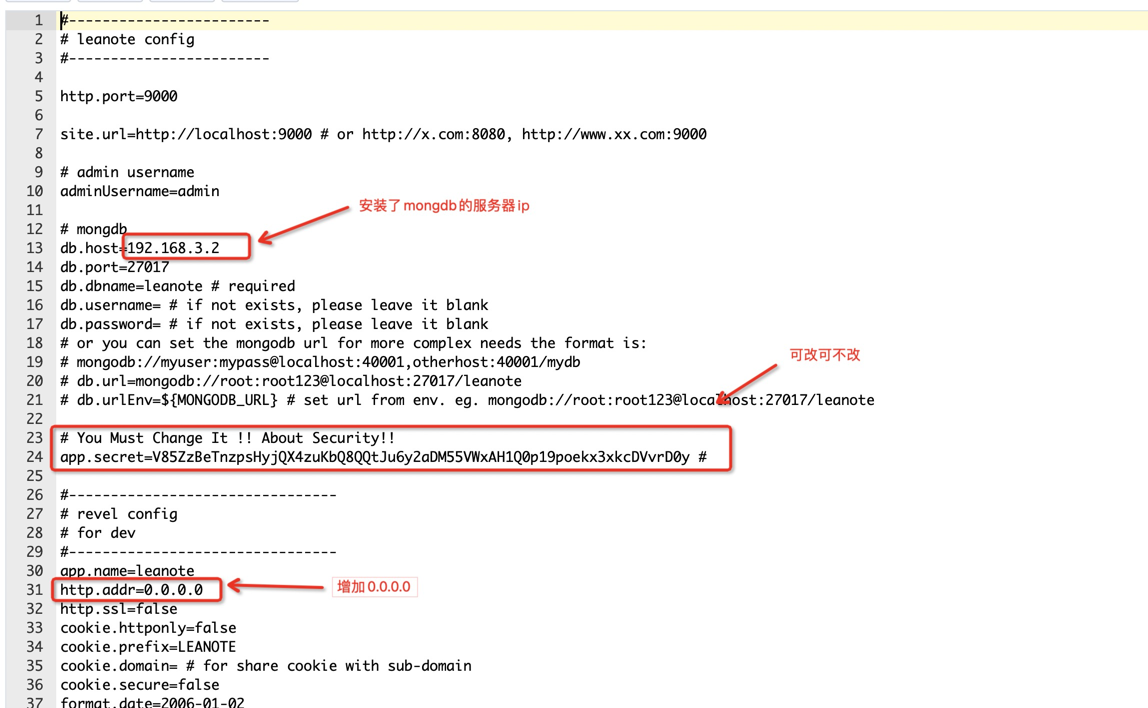 1 #------------------------
2 # leanote config
3 #------------------------
4
5 http.port=9000
6
7 site.url=http://localhost:9000 # or http://x.com:8080, http://www.xx.com:9000
8
9 # admin username
10 adminUsername=admin
11
安装了mongdb的服务器ip
12 # mongdb
13 db.host=192.168.3.2
14 db.port=27017
15 db.dbname=leanote # required
16 db.username= # if not exists, please leave it blank
17 db.password= # if not exists, please leave it blank
18 # or you can set the mongodb url for more complex needs the format is:
19 # mongodb://myuser:mypass@localhost:40001,otherhost:40001/mydb
可改可不改
20 # db.url=mongodb://root:root123@localhost:27017/leanote
21 # db.urlEnv=${MONGODB_URL} # set url from env. eg. mongodb://root:root123@localhost:27017/leanote
22
23 # You Must Change It !! About Security!!
24 app.secret=V85ZzBeTnzpsHyjQX4zuKbQ8QQtJu6y2aDM55VWxAH1Q0p19poekx3xkcDVvrD0y #
25
26 #--------------------------------
27 # revel config
28 # for dev
29 #--------------------------------
30 app.name=leanote
31 http.addr=0.0.0.0
增加0.0.0.0
32 http.ssl=false
33 cookie.httponly=false
34 cookie.prefix=LEANOTE
35 cookie.domain= # for share cookie with sub-domain
36 cookie.secure=false
37 format.date=2006-01-02